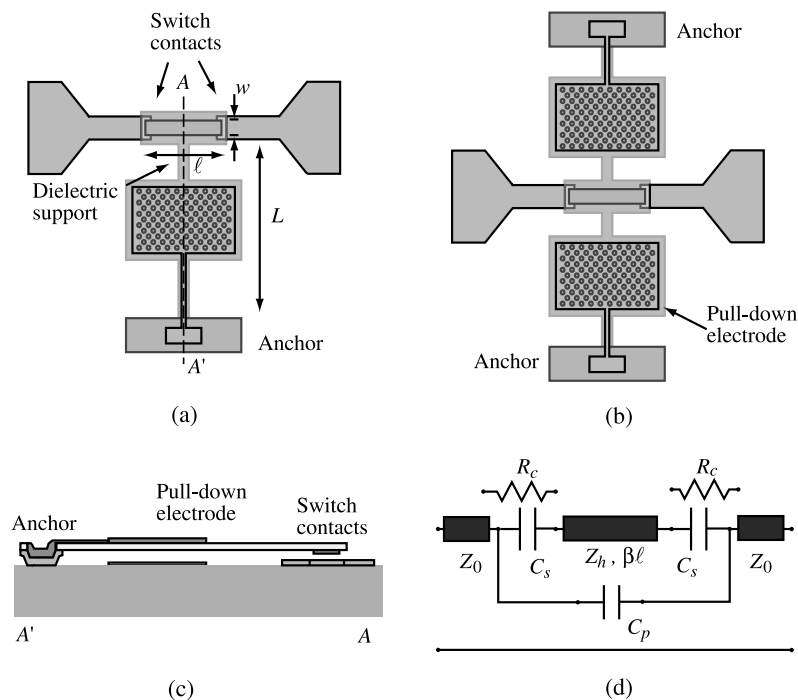 Switch
contacts
A
w
ℓ
Dielectric
support
L
Anchor
A'
(a)
Anchor
Pull-down
electrode
Anchor
(b)
Anchor
Pull-down
electrode
Switch
contacts
A'
A
(c)
R_c
R_c
Z_0
C_s
Z_h , βℓ
C_s
Z_0
C_p
(d)